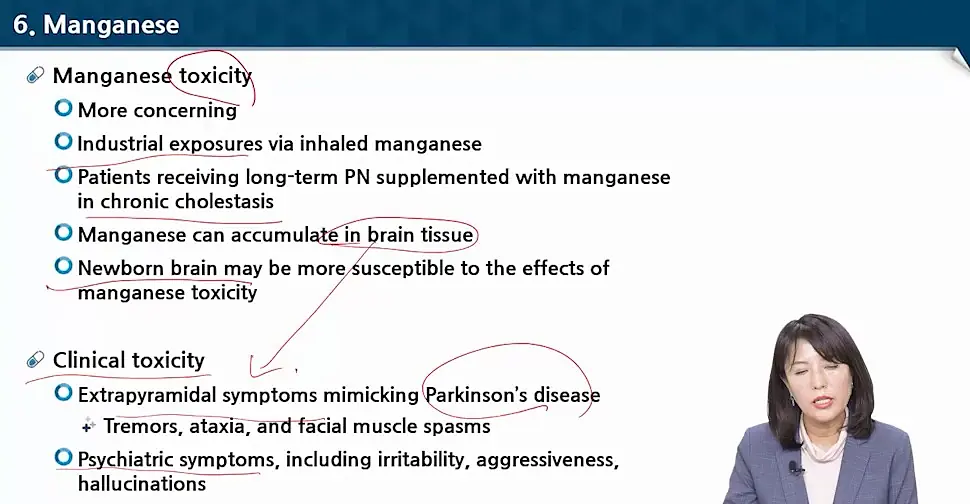 6. Manganese
Manganese toxicity
More concerning
Industrial exposures via inhaled manganese
Patients receiving long-term PN supplemented with manganese
in chronic cholestasis
Manganese can accumulate in brain tissue
Newborn brain may be more susceptible to the effects of
manganese toxicity
Clinical toxicity
Extrapyramidal symptoms mimicking Parkinson's disease
Tremors, ataxia, and facial muscle spasms
Psychiatric symptoms, including irritability, aggressiveness,
hallucinations